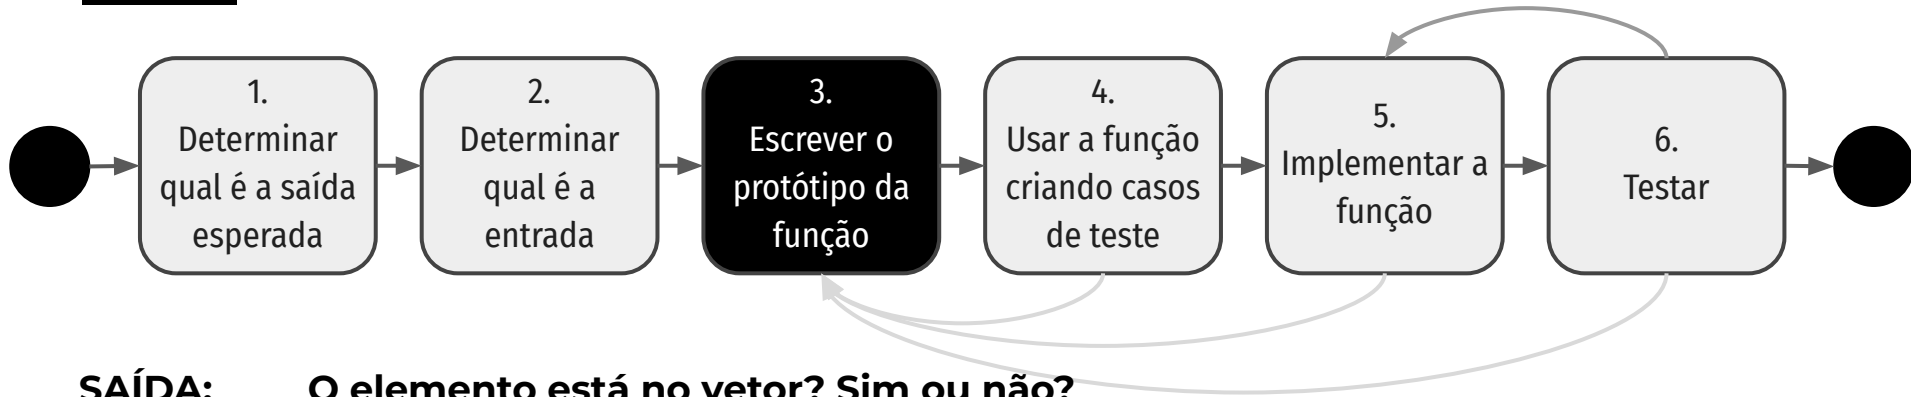 1.
Determinar
qual é a saída
esperada
2.
Determinar
qual é a
entrada
3.
Escrever o
protótipo da
função
4.
Usar a função
criando casos
de teste
5.
Implementar a
função
6.
Testar
SAÍDA: O elemento está no vetor? Sim ou não?